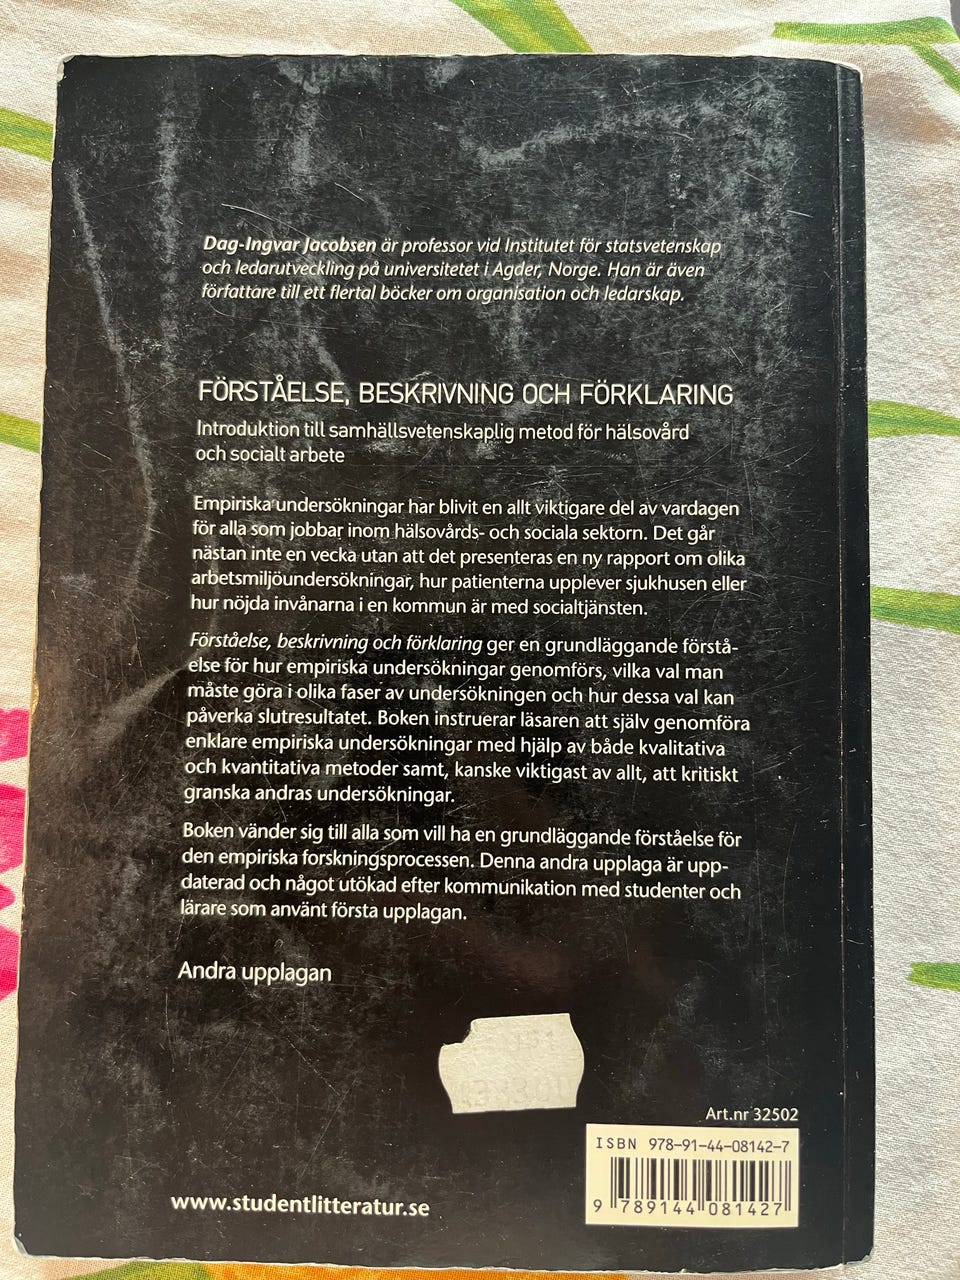 Dag-Ingvar Jacobsen är professor vid Institutet för statsvetenskap
och ledarutveckling på universitetet i Agder, Norge. Han är även
författare till ett flertal böcker om organisation och ledarskap.
FÖRSTÅELSE, BESKRIVNING OCH FÖRKLARING
Introduktion till samhällsvetenskaplig metod för hälsovård
och socialt arbete
Empiriska undersökningar har blivit en allt viktigare del av vardagen
för alla som jobbar inom hälsovårds- och sociala sektorn. Det går
nästan inte en vecka utan att det presenteras en ny rapport om olika
arbetsmiljöundersökningar, hur patienterna upplever sjukhusen eller
hur nöjda invånarna i en kommun är med socialtjänsten.
Förståelse, beskrivning och förklaring ger en grundläggande förstå-
else för hur empiriska undersökningar genomförs, vilka val man
måste göra i olika faser av undersökningen och hur dessa val kan
påverka slutresultatet. Boken instruerar läsaren att själv genomföra
enklare empiriska undersökningar med hjälp av både kvalitativa
och kvantitativa metoder samt, kanske viktigast av allt, att kritiskt
granska andras undersökningar.
Boken vänder sig till alla som vill ha en grundläggande förståelse för
den empiriska forskningsprocessen. Denna andra upplaga är upp-
daterad och något utökad efter kommunikation med studenter och
lärare som använt första upplagan.
Andra upplagan
Art.nr 32502
ISBN 978-91-44-08142-7
9 789144 081427
www.studentlitteratur.se